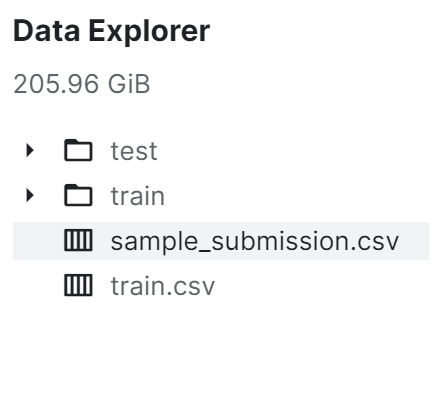 Data Explorer
205.96 GiB
test
train
sample_submission.csv
train.csv